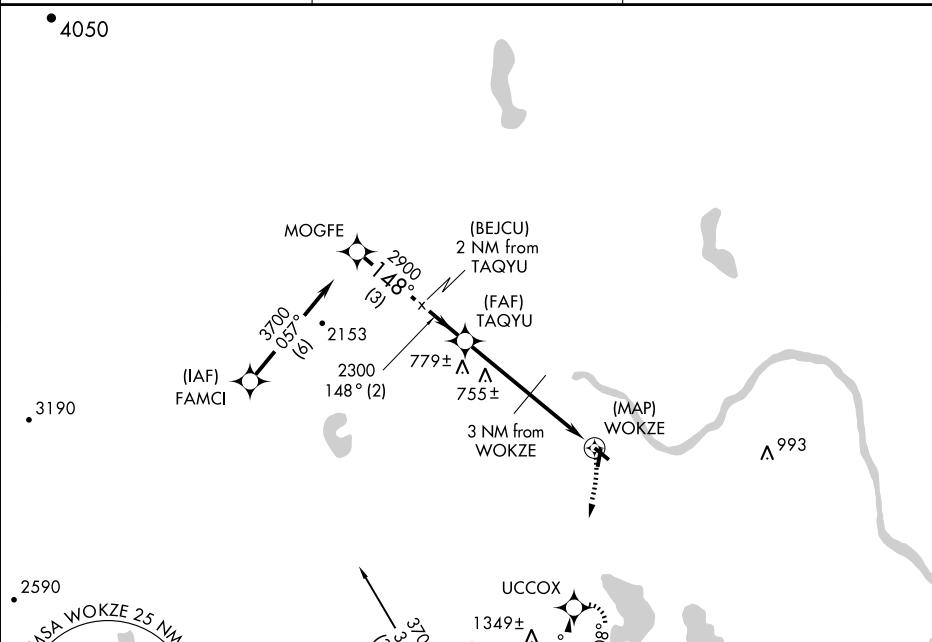 4050
MOGFE
(BEJCU)
2 NM from
TAQYU
2900
148°
(3)
(FAF)
TAQYU
3700
057°
(6)
2153
2300
148° (2)
779±
755±
(IAF)
FAMCI
3190
3 NM from
WOKZE
(MAP)
WOKZE
993
2590
UCCOX
1349±
MSA WOKZE 25 NM